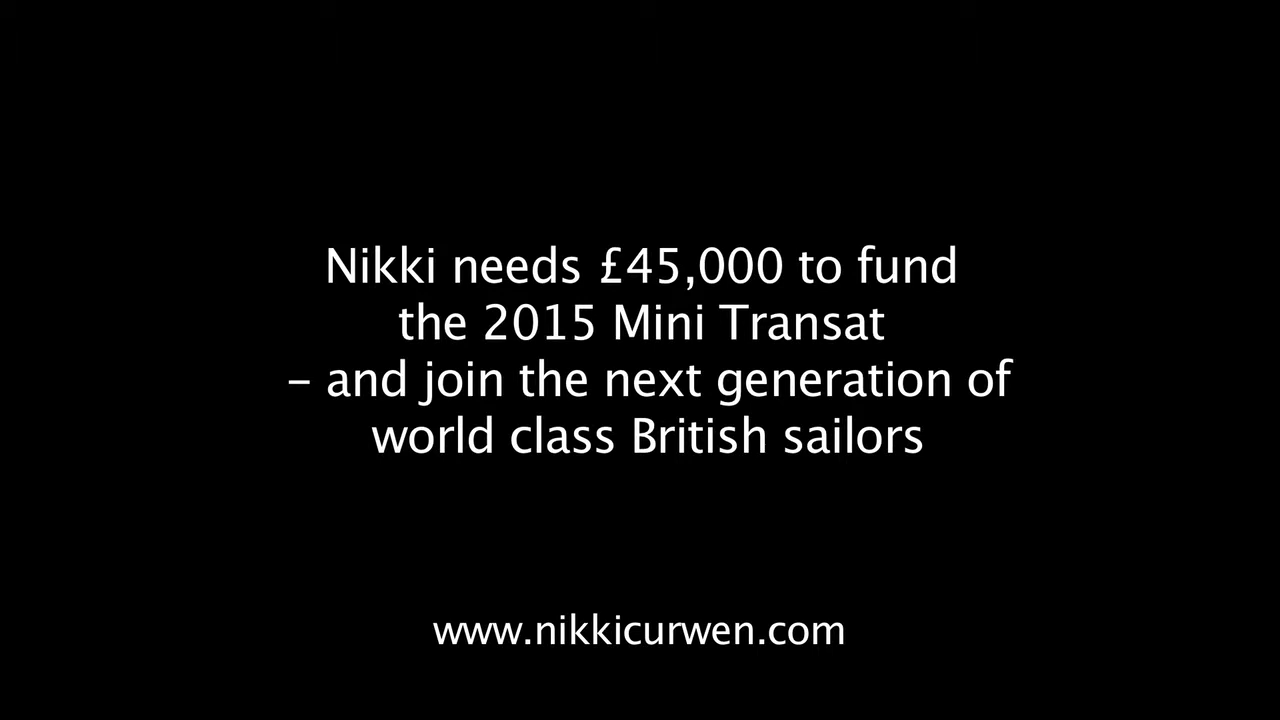 Nikki needs £45,000 to fund
the 2015 Mini Transat
– and join the next generation of
world class British sailors
www.nikkicurwen.com